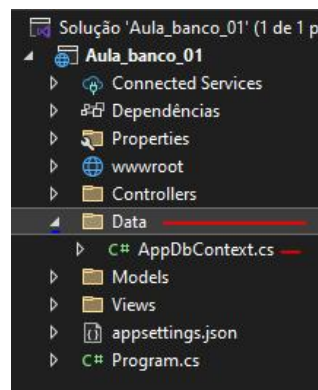 Solução 'Aula_banco_01' (1 de 1 p
Aula_banco_01
Connected Services
Dependências
Properties
wwwroot
Controllers
Data
C# AppDbContext.cs
Models
Views
appsettings.json
C# Program.cs